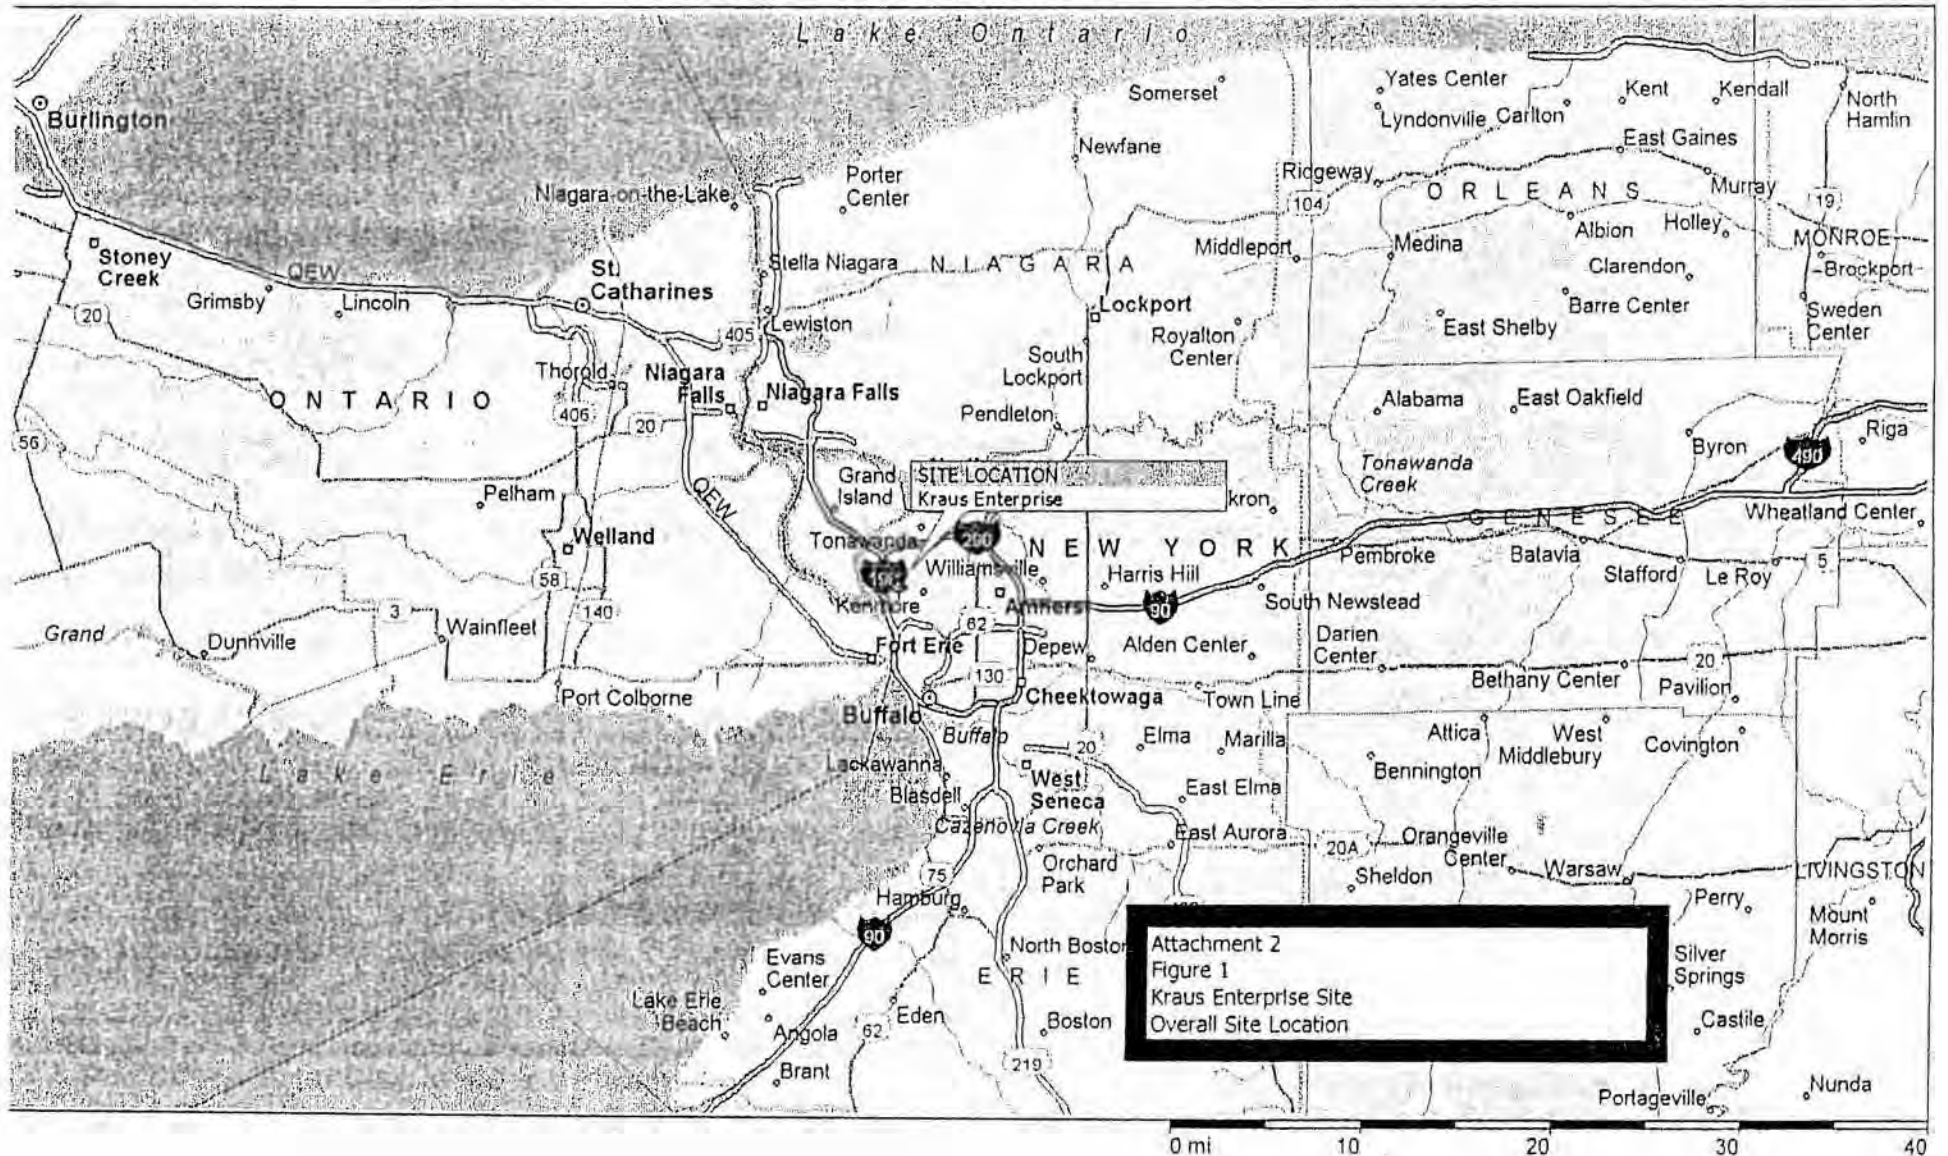 Lake Ontario
Burlington
Somerset
Yates Center
Lyndonville
Carlton
Kent
Kendall
North
Hamlin
Newfane
East Gaines
Porter
Center
Niagara-on-the-Lake
Ridgeway
ORLEANS
Murray
104
19
Albion
Holley
Middleport
Medina
MONROE
Stoney
Creek
QEW
St.
Catharines
Stella Niagara
NIAGARA
Clarendon
Brockport
Grimsby
Lincoln
Lockport
Barre Center
Sweden
Center
20
405
Lewiston
Royalton
Center
East Shelby
South
Lockport
Thorold
Niagara
Falls
Niagara Falls
ONTARIO
406
20
Pendleton
Alabama
East Oakfield
Byron
Riga
56
490
Tonawanda
Creek
Grand
Island
SITE LOCATION
Kraus Enterprise
kron
Pelham
QEW
GENESEE
Wheatland Center
Welland
Tonawanda
290
NEW YORK
Pembroke
Batavia
Stafford
Le Roy
5
190
Williamsville
Harris Hill
58
140
3
Kenmore
Amherst
90
South Newstead
Grand
Dunnville
Wainfleet
62
Fort Erie
Depew
Alden Center
Darien
Center
20
130
Bethany Center
Pavilion
Port Colborne
Cheektowaga
Town Line
Buffalo
Buffalo
20
Elma
Marilla
Attica
West
Middlebury
Covington
Lake Erie
Lackawanna
West
Seneca
Bennington
Blasdell
East Elma
Cazenovia Creek
East Aurora
20A
Orangeville
Center
Warsaw
LIVINGSTON
Orchard
Park
75
Hamburg
Sheldon
Perry
Mount
Morris
90
North Boston
Attachment 2
Figure 1
Kraus Enterprise Site
Overall Site Location
Evans
Center
ERIE
Silver
Springs
Lake Erie
Beach
Angola
62
Eden
Boston
Castile
Brant
219
Portageville
Nunda
0 mi 10 20 30 40